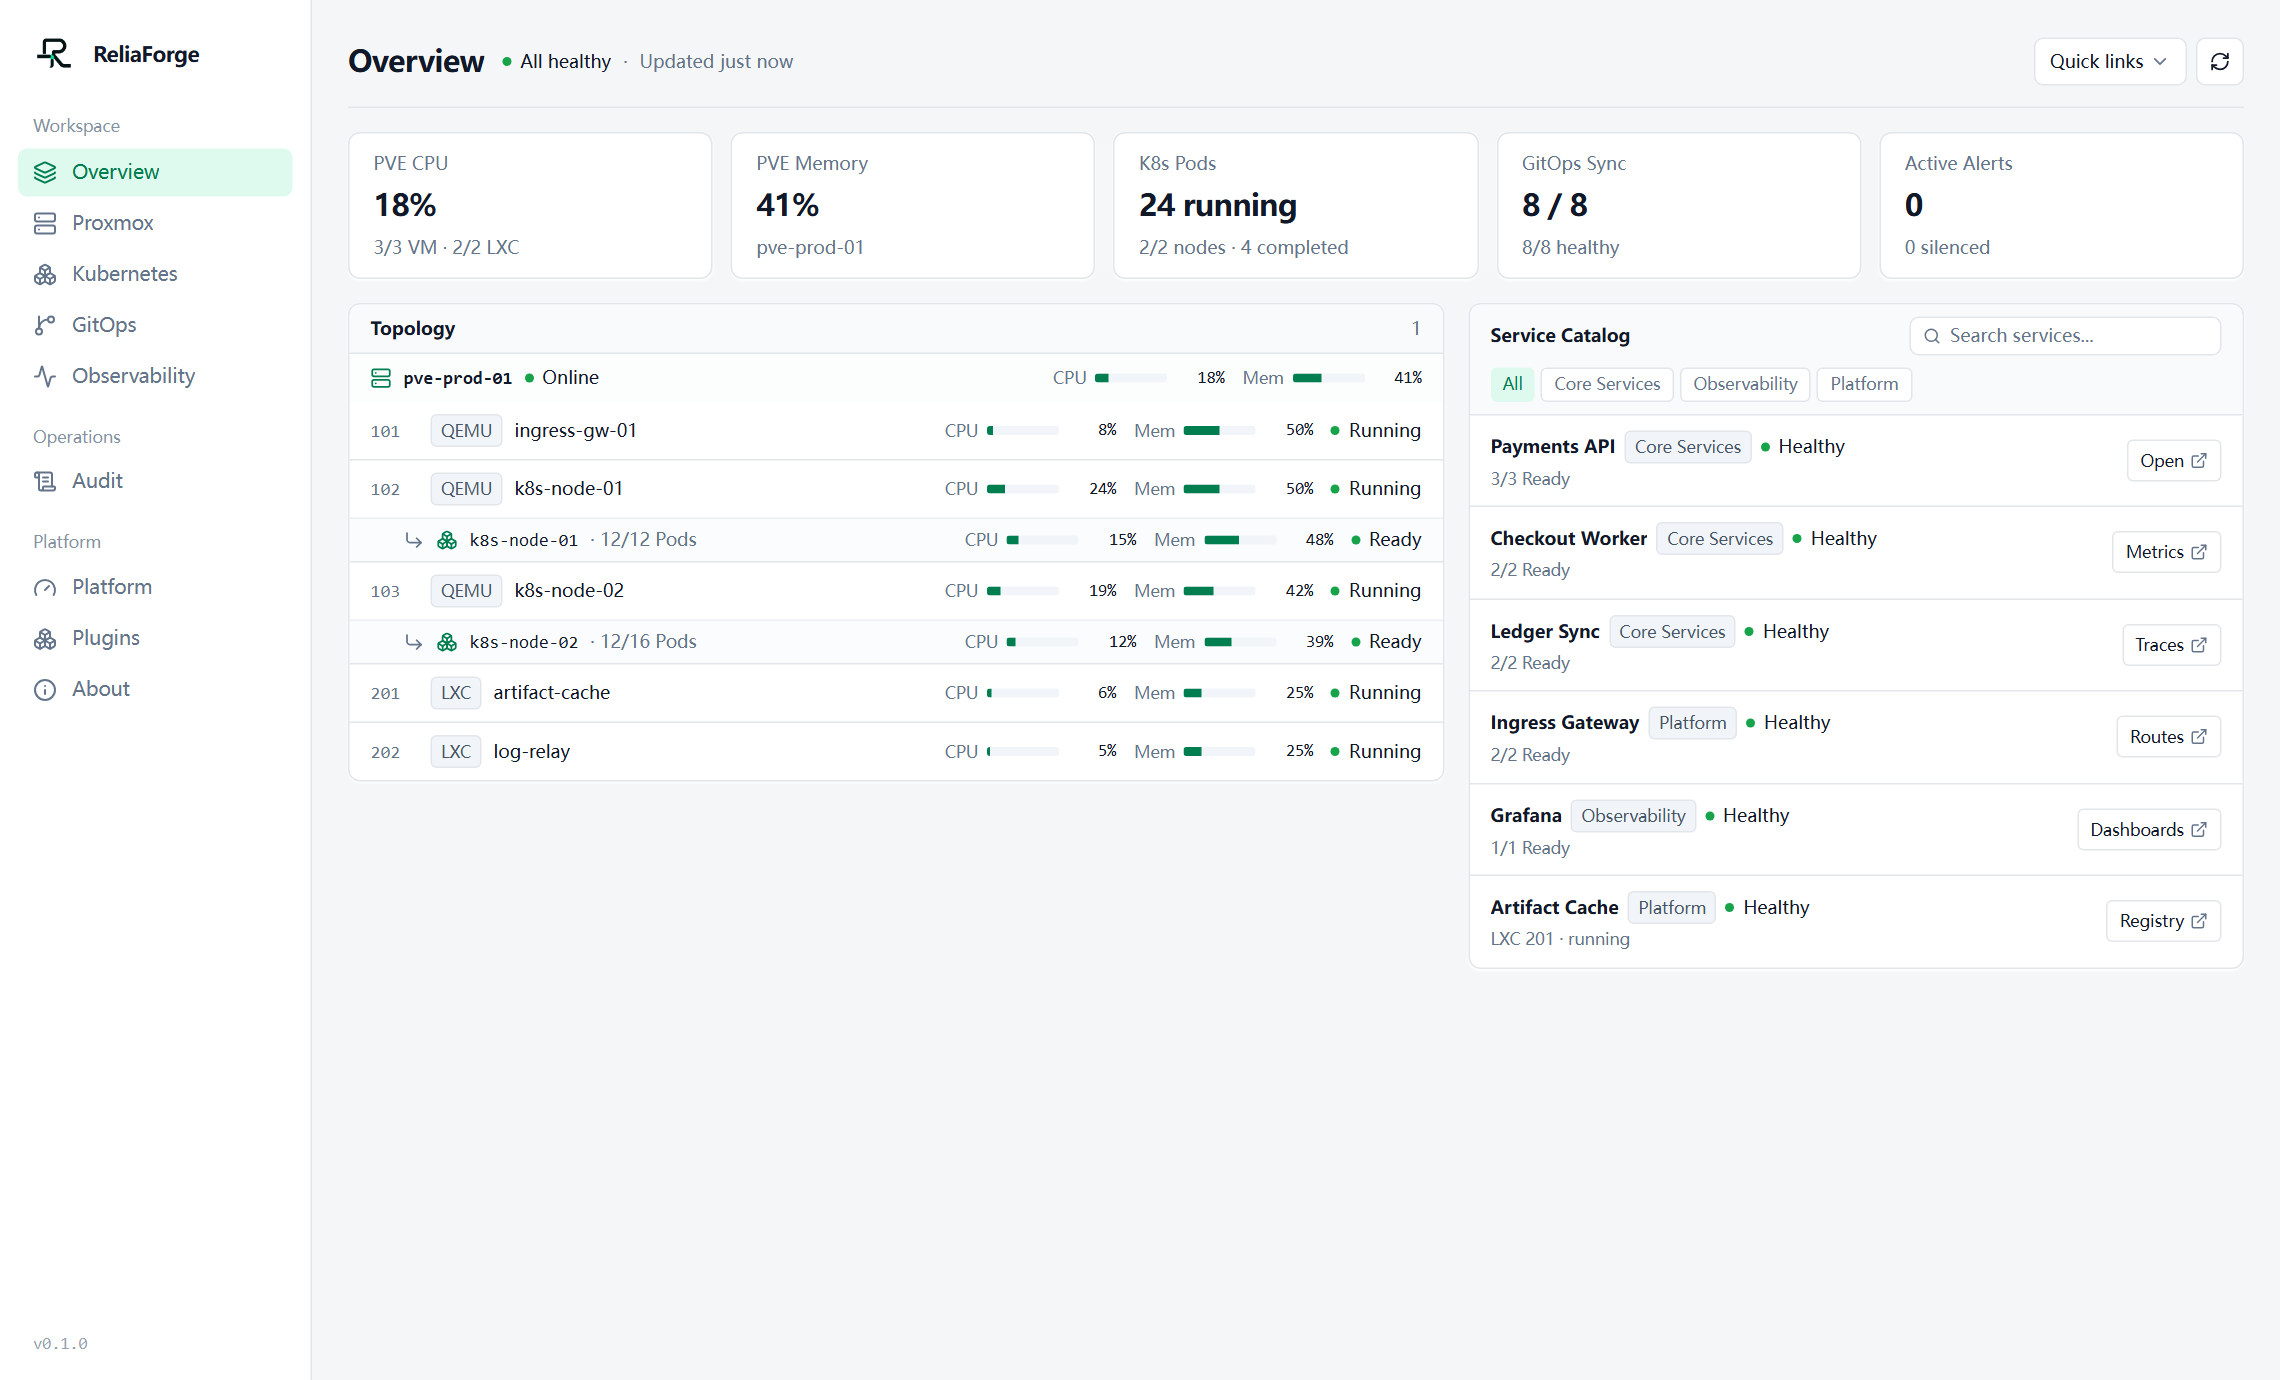 ReliaForge
Workspace
Overview
Proxmox
Kubernetes
GitOps
Observability
Operations
Audit
Platform
Platform
Plugins
About
v0.1.0
Overview All healthy · Updated just now
Quick links
PVE CPU
18%
3/3 VM · 2/2 LXC
PVE Memory
41%
pve-prod-01
K8s Pods
24 running
2/2 nodes · 4 completed
GitOps Sync
8 / 8
8/8 healthy
Active Alerts
0
0 silenced
Topology 1
pve-prod-01 Online CPU 18% Mem 41%
101 QEMU ingress-gw-01 CPU 8% Mem 50% Running
102 QEMU k8s-node-01 CPU 24% Mem 50% Running
k8s-node-01 · 12/12 Pods CPU 15% Mem 48% Ready
103 QEMU k8s-node-02 CPU 19% Mem 42% Running
k8s-node-02 · 12/16 Pods CPU 12% Mem 39% Ready
201 LXC artifact-cache CPU 6% Mem 25% Running
202 LXC log-relay CPU 5% Mem 25% Running
Service Catalog Search services...
All Core Services Observability Platform
Payments API Core Services Healthy
3/3 Ready
Open
Checkout Worker Core Services Healthy
2/2 Ready
Metrics
Ledger Sync Core Services Healthy
2/2 Ready
Traces
Ingress Gateway Platform Healthy
2/2 Ready
Routes
Grafana Observability Healthy
1/1 Ready
Dashboards
Artifact Cache Platform Healthy
LXC 201 · running
Registry